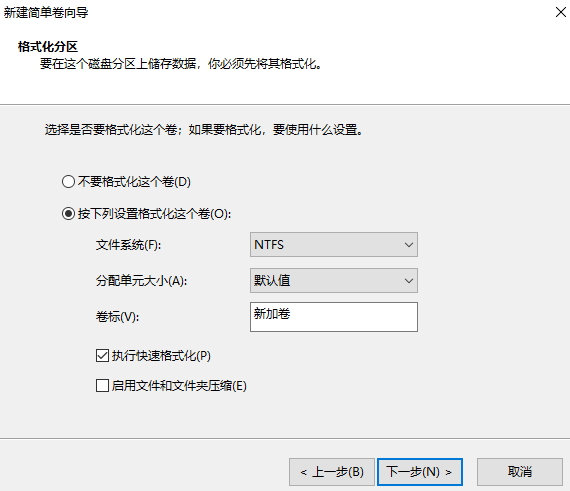 新建简单卷向导
格式化分区
要在这个磁盘分区上储存数据，你必须先将其格式化。
选择是否要格式化这个卷；如果要格式化，要使用什么设置。
不要格式化这个卷(D)
按下列设置格式化这个卷(O):
文件系统(F):
NTFS
分配单元大小(A):
默认值
卷标(V):
新加卷
执行快速格式化(P)
启用文件和文件夹压缩(E)
< 上一步(B)
下一步(N) >
取消